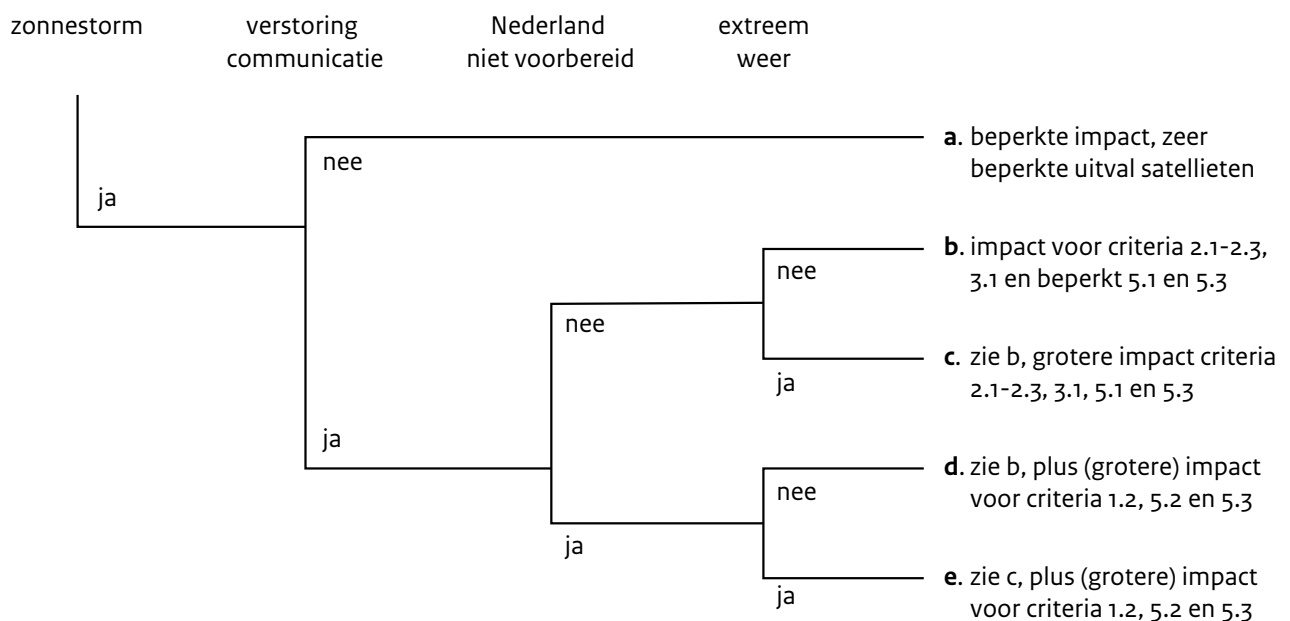 zonnestorm
verstoring
communicatie
Nederland
niet voorbereid
extreem
weer
ja
nee
a. beperkte impact, zeer
beperkte uitval satellieten
ja
nee
nee
b. impact voor criteria 2.1-2.3,
3.1 en beperkt 5.1 en 5.3
ja
c. zie b, grotere impact criteria
2.1-2.3, 3.1, 5.1 en 5.3
ja
nee
d. zie b, plus (grotere) impact
voor criteria 1.2, 5.2 en 5.3
ja
e. zie c, plus (grotere) impact
voor criteria 1.2, 5.2 en 5.3